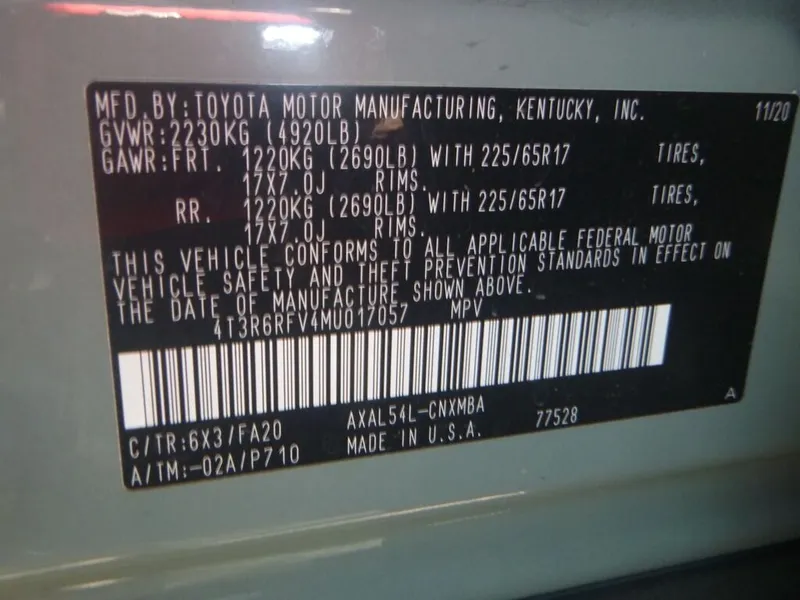 MFD.BY:TOYOTA MOTOR MANUFACTURING, KENTUCKY, INC. 11/20
GVWR:2230KG (4920LB)
GAWR:FRT. 1220KG (2690LB) WITH 225/65R17 TIRES,
17X7.0J RIMS.
RR. 1220KG (2690LB) WITH 225/65R17 TIRES,
17X7.0J RIMS.
THIS VEHICLE CONFORMS TO ALL APPLICABLE FEDERAL MOTOR
VEHICLE SAFETY AND THEFT PREVENTION STANDARDS IN EFFECT ON
THE DATE OF MANUFACTURE SHOWN ABOVE.
4T3R6RFV4MU017057 MPV
A
C/TR:6X3/FA20 AXAL54L-CNXMBA 77528
A/TM:-02A/P710 MADE IN U.S.A.